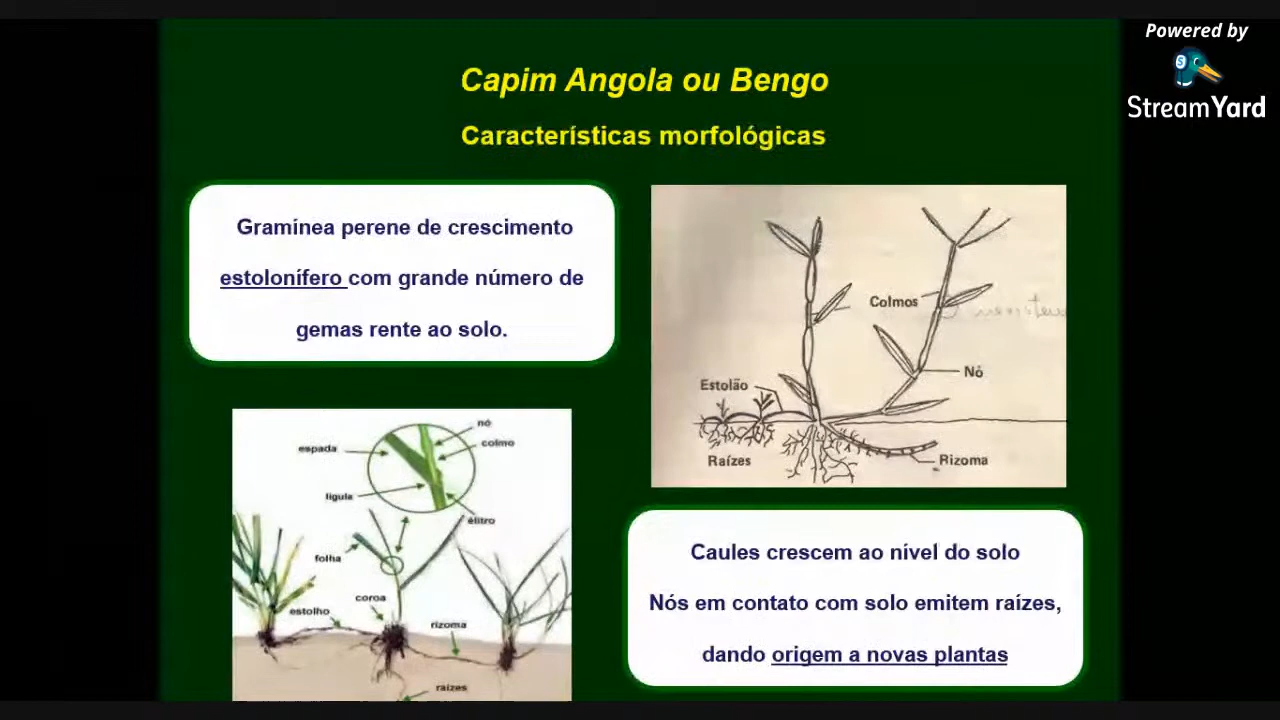 Powered by
StreamYard
Capim Angola ou Bengo
Características morfológicas
Gramínea perene de crescimento
estolonífero com grande número de
gemas rente ao solo.
Colmos
Nó
Estolão
Raízes
Rizoma
nó
espada
colmo
lígula
élitro
folha
coroa
estolho
rizoma
raízes
Caules crescem ao nível do solo
Nós em contato com solo emitem raízes,
dando origem a novas plantas